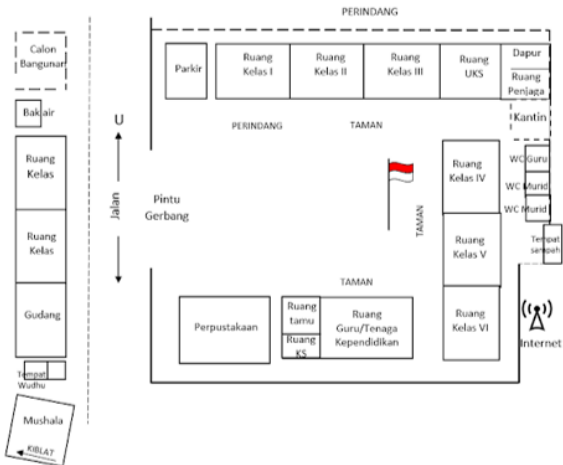 PERINDANG
Calon
Bangunan
Bak air
Ruang
Kelas
Ruang
Kelas
Gudang
Tempat
Wudhu
Mushala
KIBLAT
U
Jalan
Pintu
Gerbang
Parkir
Ruang
Kelas I
Ruang
Kelas II
Ruang
Kelas III
Ruang
UKS
Dapur
Ruang
Penjaga
Kantin
PERINDANG
TAMAN
Ruang
Kelas IV
WC Guru
WC Murid
WC Murid
TAMAN
Ruang
Kelas V
Tempat
sampah
TAMAN
Perpustakaan
Ruang
tamu
Ruang
KS
Ruang
Guru/Tenaga
Kependidikan
Ruang
Kelas VI
Internet